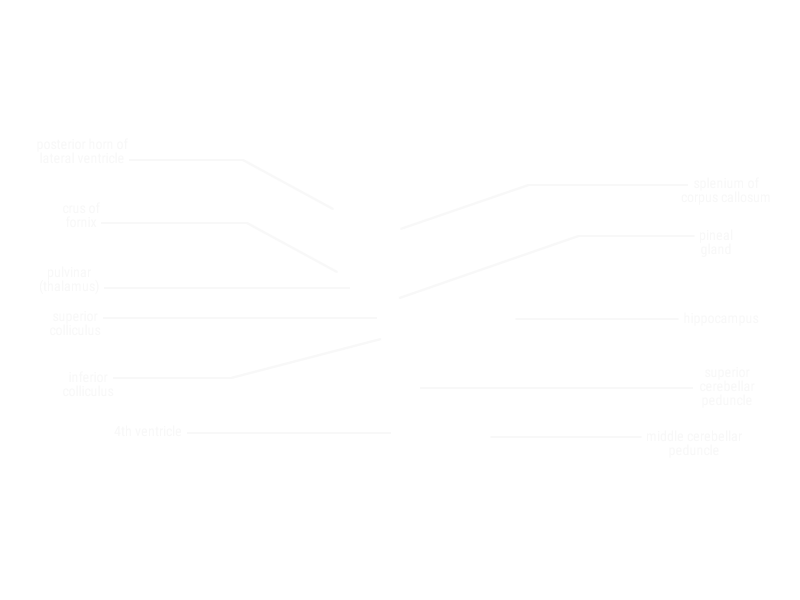 posterior horn of
lateral ventricle
crus of
fornix
pulvinar
(thalamus)
superior
colliculus
inferior
colliculus
4th ventricle
splenium of
corpus callosum
pineal
gland
hippocampus
superior
cerebellar
peduncle
middle cerebellar
peduncle